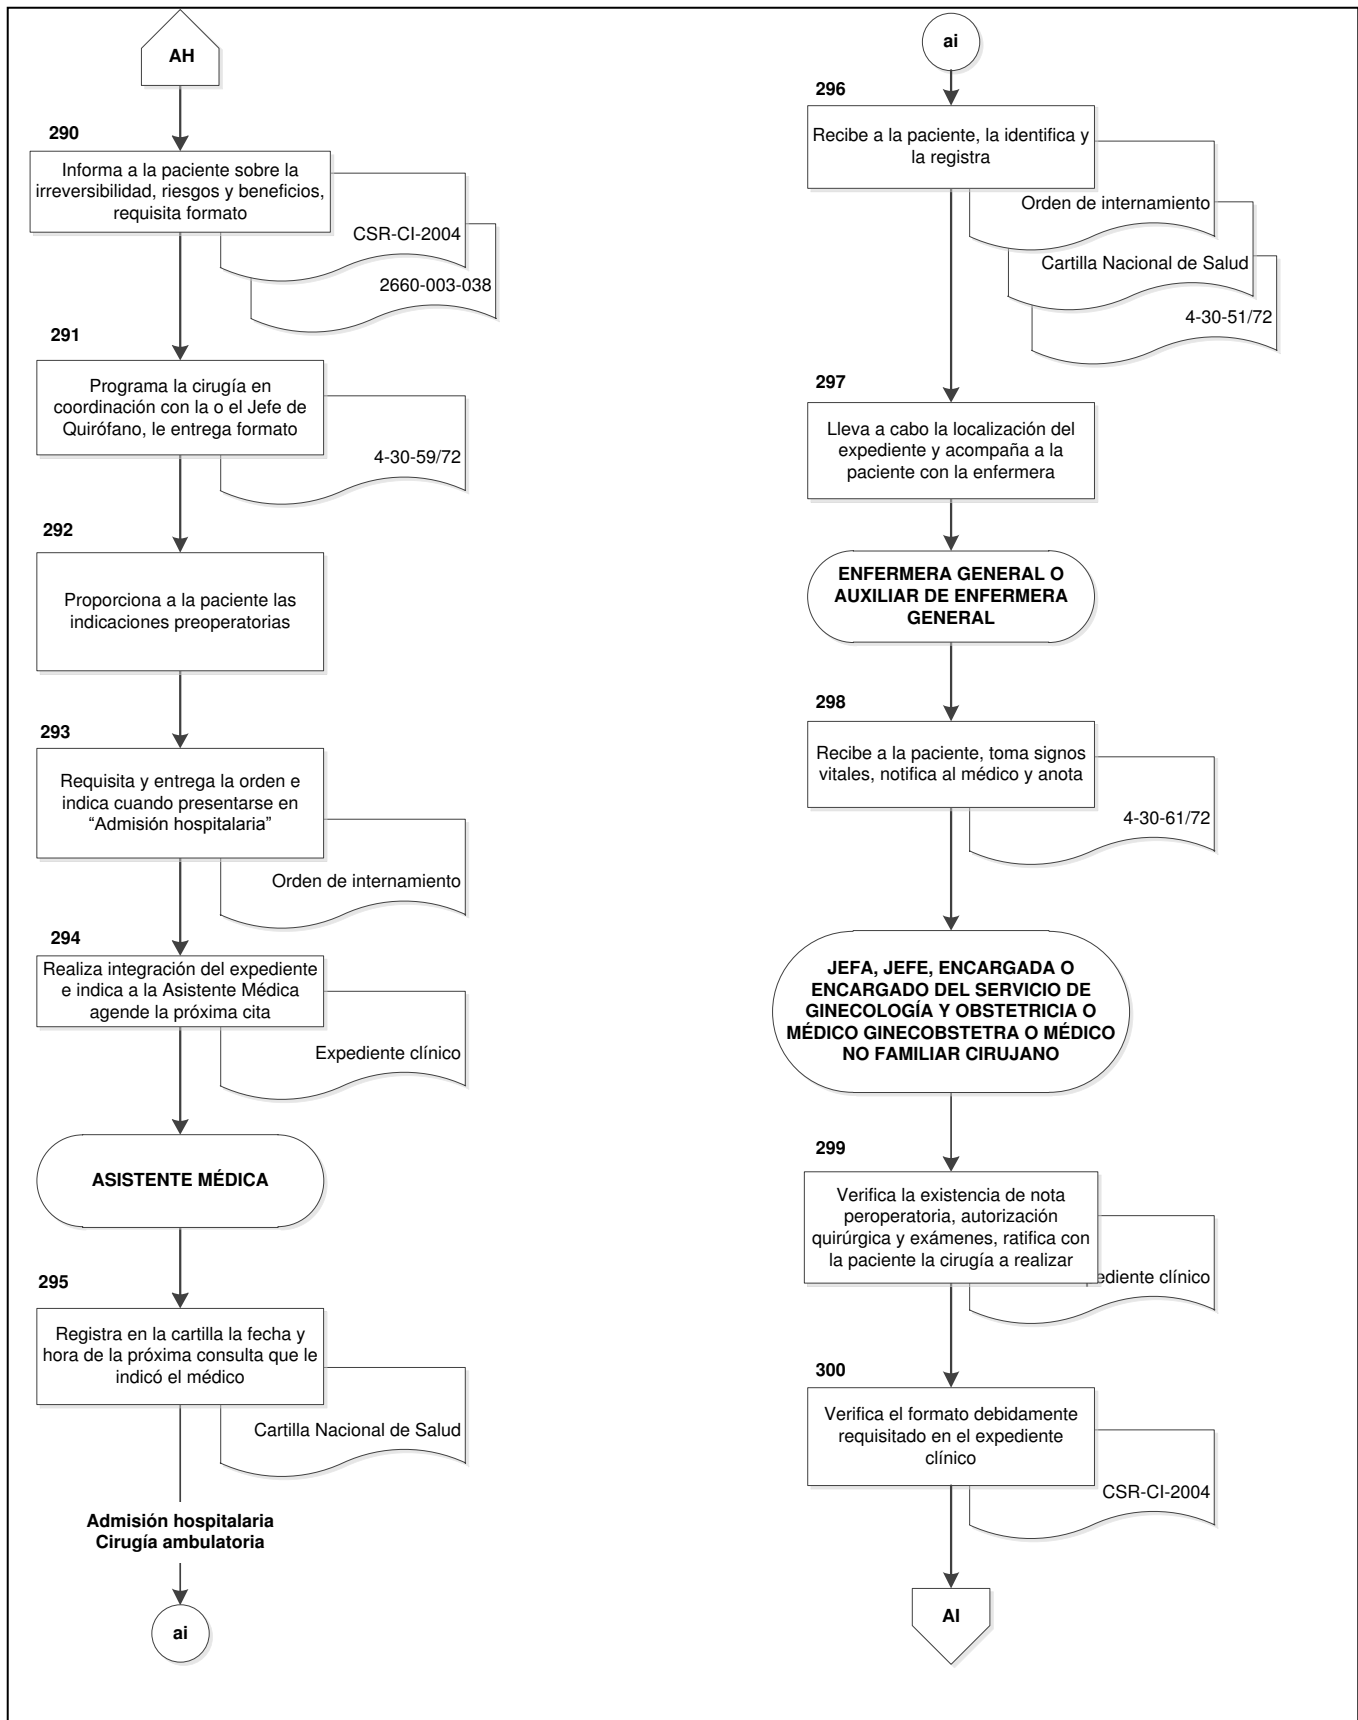 AH
290
Informa a la paciente sobre la
irreversibilidad, riesgos y beneficios,
requisita formato
CSR-CI-2004
2660-003-038
291
Programa la cirugía en
coordinación con la o el Jefe de
Quirófano, le entrega formato
4-30-59/72
292
Proporciona a la paciente las
indicaciones preoperatorias
293
Requisita y entrega la orden e
indica cuando presentarse en
“Admisión hospitalaria”
Orden de internamiento
294
Realiza integración del expediente
e indica a la Asistente Médica
agende la próxima cita
Expediente clínico
ASISTENTE MÉDICA
295
Registra en la cartilla la fecha y
hora de la próxima consulta que le
indicó el médico
Cartilla Nacional de Salud
Admisión hospitalaria
Cirugía ambulatoria
ai
ai
296
Recibe a la paciente, la identifica y
la registra
Orden de internamiento
Cartilla Nacional de Salud
4-30-51/72
297
Lleva a cabo la localización del
expediente y acompaña a la
paciente con la enfermera
ENFERMERA GENERAL O
AUXILIAR DE ENFERMERA
GENERAL
298
Recibe a la paciente, toma signos
vitales, notifica al médico y anota
4-30-61/72
JEFA, JEFE, ENCARGADA O
ENCARGADO DEL SERVICIO DE
GINECOLOGÍA Y OBSTETRICIA O
MÉDICO GINECOBSTETRA O MÉDICO
NO FAMILIAR CIRUJANO
299
Verifica la existencia de nota
peroperatoria, autorización
quirúrgica y exámenes, ratifica con
la paciente la cirugía a realizar
ediente clínico
300
Verifica el formato debidamente
requisitado en el expediente
clínico
CSR-CI-2004
AI